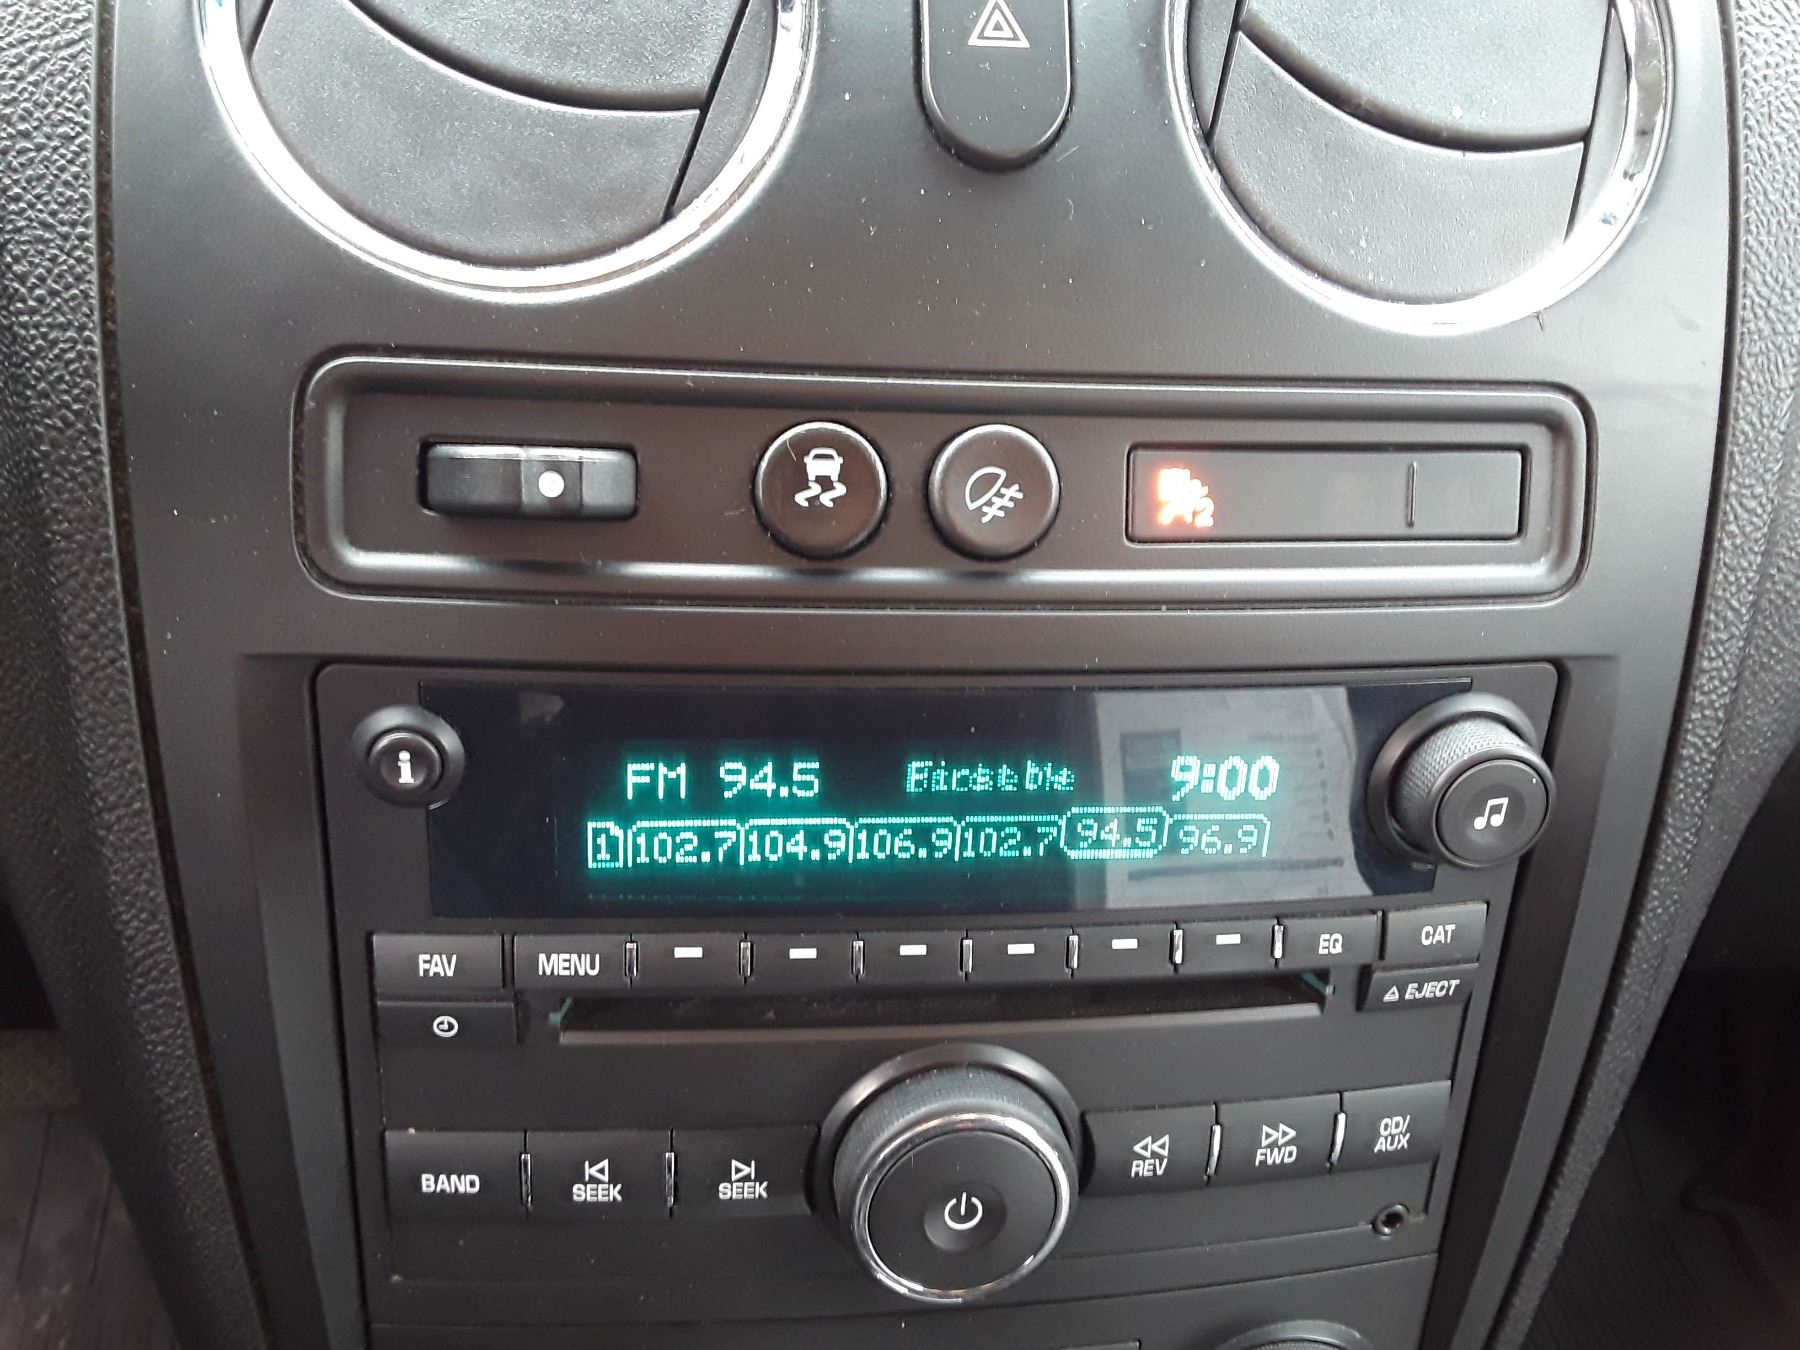 FM 94.5 9:00
1 102.7 104.9 106.9 102.7 94.5 96.9
FAV MENU EQ CAT
EJECT
BAND SEEK SEEK REV FWD CD/
AUX